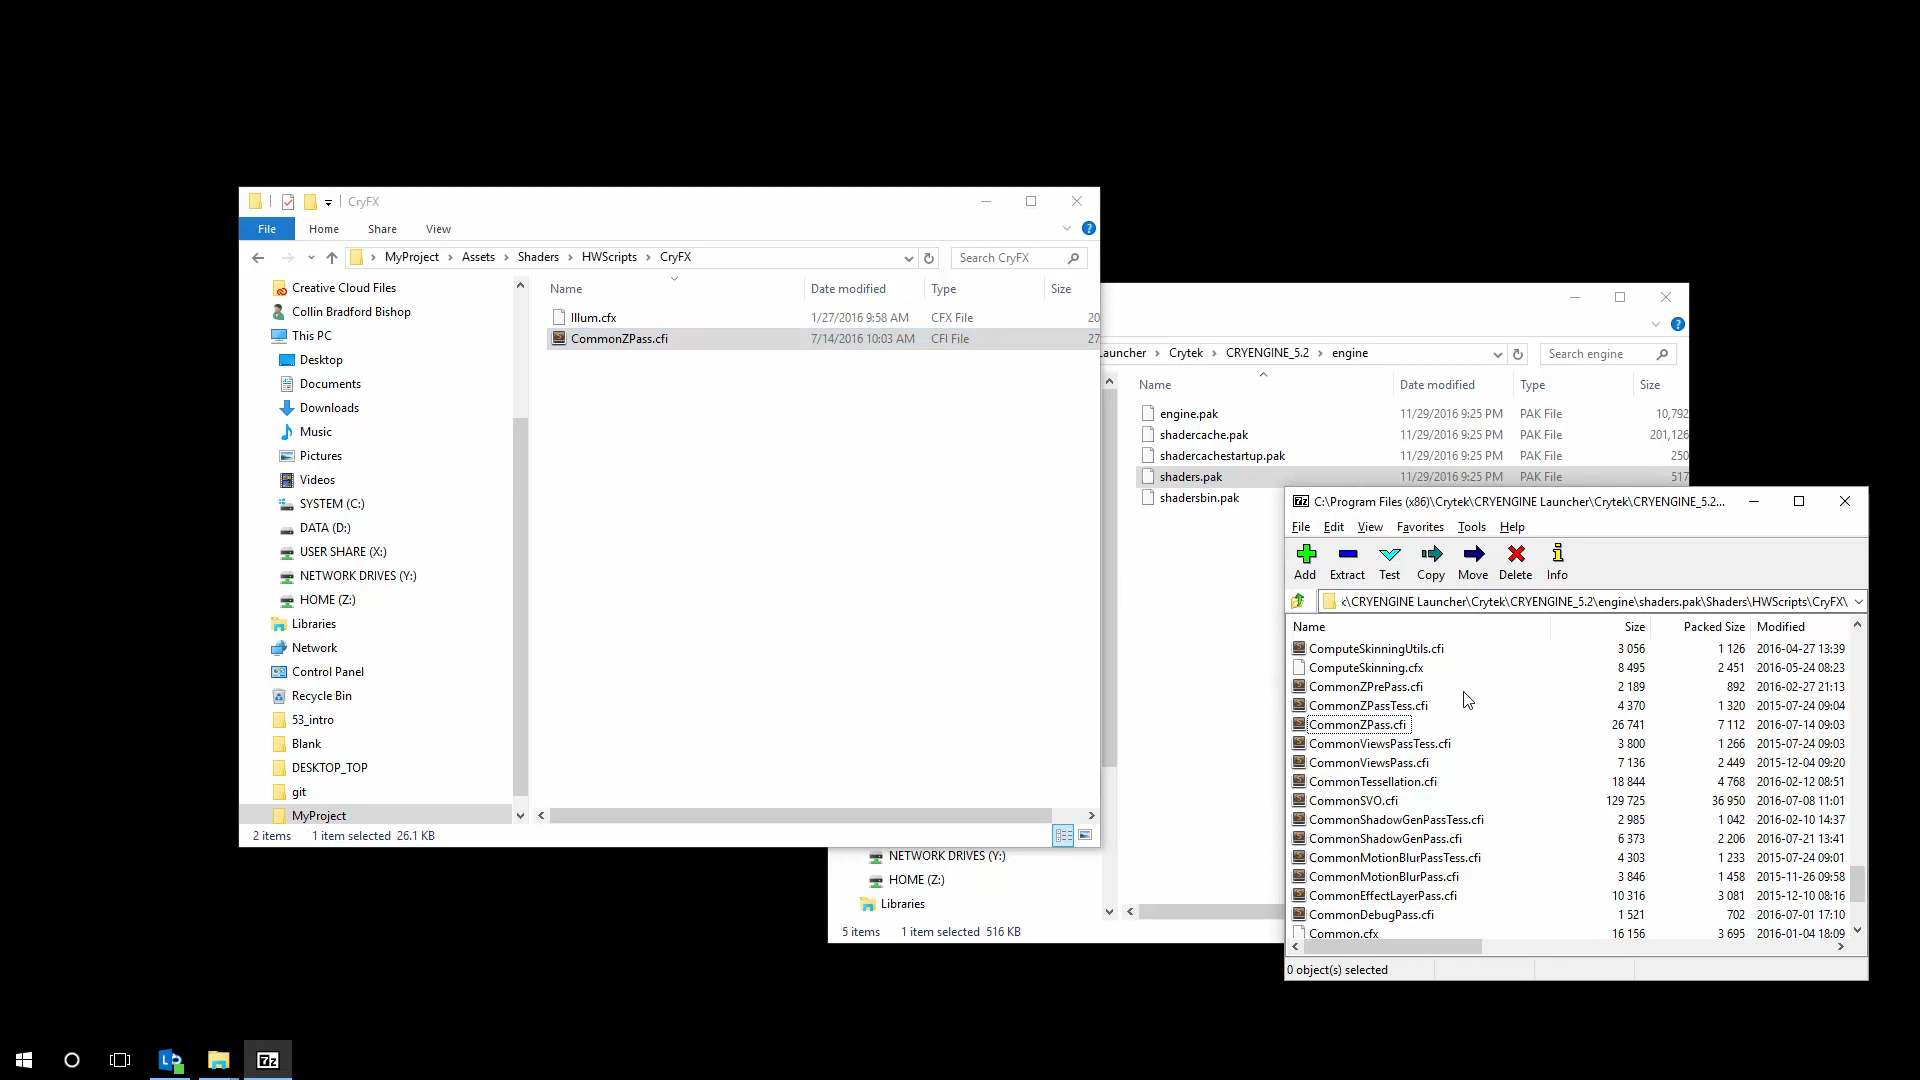 CryFX
File Home Share View
MyProject Assets Shaders HWScripts CryFX
Search CryFX
Creative Cloud Files
Collin Bradford Bishop
This PC
Desktop
Documents
Downloads
Music
Pictures
Videos
SYSTEM (C:)
DATA (D:)
USER SHARE (X:)
NETWORK DRIVES (Y:)
HOME (Z:)
Libraries
Network
Control Panel
Recycle Bin
53_intro
Blank
DESKTOP_TOP
git
MyProject
Name Date modified Type Size
Illum.cfx 1/27/2016 9:58 AM CFX File 20
CommonZPass.cfi 7/14/2016 10:03 AM CFI File 27
2 items 1 item selected 26.1 KB
Launcher Crytek CRYENGINE_5.2 engine
Search engine
Name Date modified Type Size
engine.pak 11/29/2016 9:25 PM PAK File 10,792
shadercache.pak 11/29/2016 9:25 PM PAK File 201,126
shadercachestartup.pak 11/29/2016 9:25 PM PAK File 250
shaders.pak 11/29/2016 9:25 PM PAK File 517
shadersbin.pak
NETWORK DRIVES (Y:)
HOME (Z:)
Libraries
5 items 1 item selected 516 KB
7z C:\Program Files (x86)\Crytek\CRYENGINE Launcher\Crytek\CRYENGINE_5.2...
File Edit View Favorites Tools Help
Add Extract Test Copy Move Delete Info
:\CRYENGINE Launcher\Crytek\CRYENGINE_5.2\engine\shaders.pak\Shaders\HWScripts\CryFX\
Name Size Packed Size Modified
ComputeSkinningUtils.cfi 3 056 1 126 2016-04-27 13:39
ComputeSkinning.cfx 8 495 2 451 2016-05-24 08:23
CommonZPrePass.cfi 2 189 892 2016-02-27 21:13
CommonZPassTess.cfi 4 370 1 320 2015-07-24 09:04
CommonZPass.cfi 26 741 7 112 2016-07-14 09:03
CommonViewsPassTess.cfi 3 800 1 266 2015-07-24 09:03
CommonViewsPass.cfi 7 136 2 449 2015-12-04 09:20
CommonTessellation.cfi 18 844 4 768 2016-02-12 08:51
CommonSVO.cfi 129 725 36 950 2016-07-08 11:01
CommonShadowGenPassTess.cfi 2 985 1 042 2016-02-10 14:37
CommonShadowGenPass.cfi 6 373 2 206 2016-07-21 13:41
CommonMotionBlurPassTess.cfi 4 303 1 233 2015-07-24 09:01
CommonMotionBlurPass.cfi 3 846 1 458 2015-11-26 09:58
CommonEffectLayerPass.cfi 10 316 3 081 2015-12-10 08:16
CommonDebugPass.cfi 1 521 702 2016-07-01 17:10
Common.cfx 16 156 3 695 2016-01-04 18:09
0 object(s) selected
7z